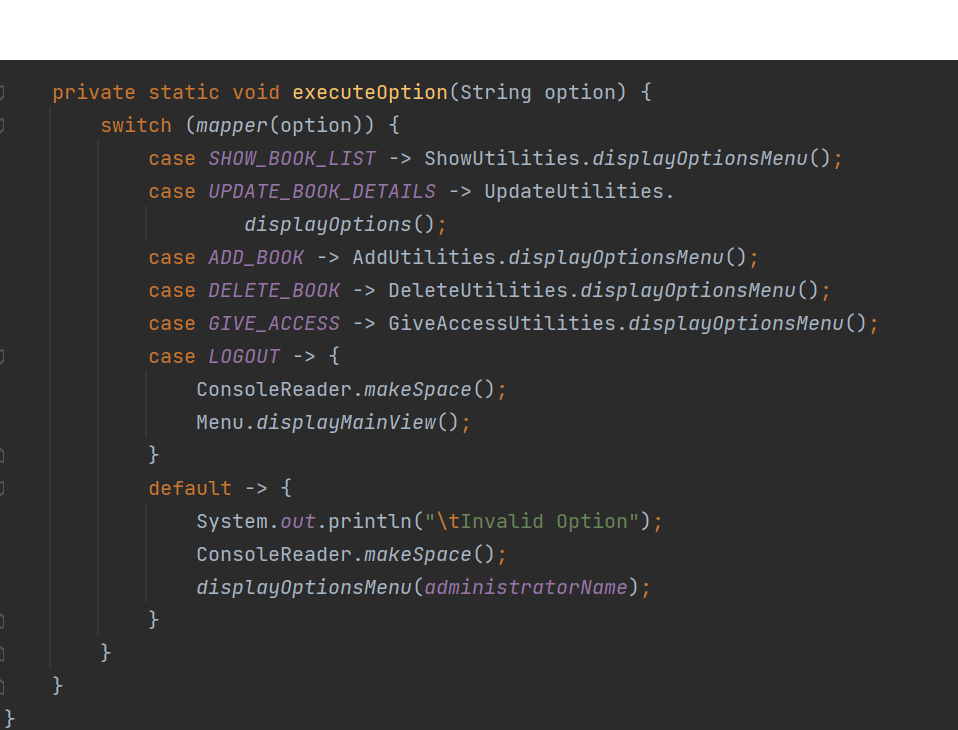 private static void executeOption(String option) {
switch (mapper(option)) {
case SHOW_BOOK_LIST -> ShowUtilities.displayOptionsMenu();
case UPDATE_BOOK_DETAILS -> UpdateUtilities.
displayOptions();
case ADD_BOOK -> AddUtilities.displayOptionsMenu();
case DELETE_BOOK -> DeleteUtilities.displayOptionsMenu();
case GIVE_ACCESS -> GiveAccessUtilities.displayOptionsMenu();
case LOGOUT -> {
ConsoleReader.makeSpace();
Menu.displayMainView();
}
default -> {
System.out.println("\tInvalid Option");
ConsoleReader.makeSpace();
displayOptionsMenu(administratorName);
}
}
}
}